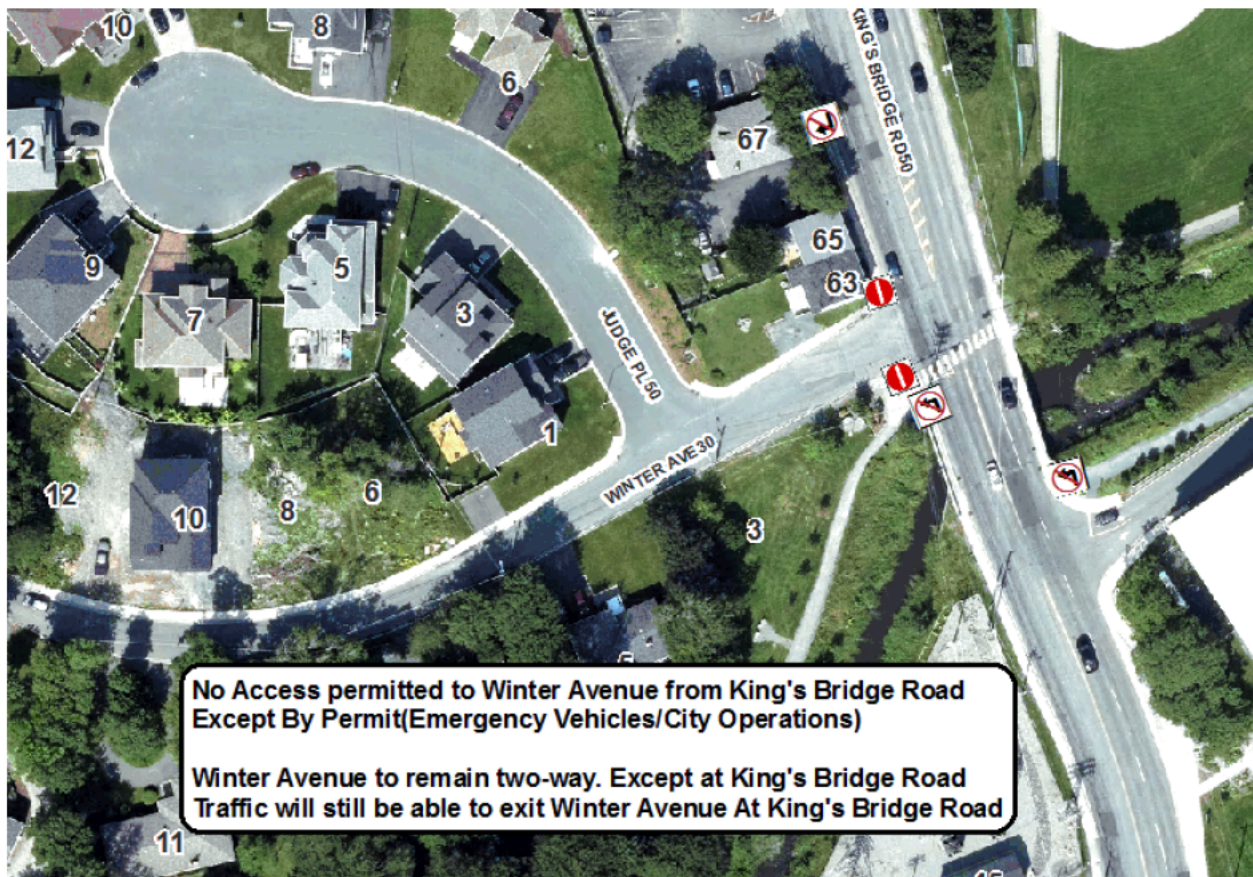 10
8
6
12
67
KING'S BRIDGE RD50
65
9
5
63
7
3
JUDGE PL50
1
WINTER AVE30
12
10
8
6
3
5
No Access permitted to Winter Avenue from King's Bridge Road
Except By Permit(Emergency Vehicles/City Operations)
Winter Avenue to remain two-way. Except at King's Bridge Road
Traffic will still be able to exit Winter Avenue At King's Bridge Road
11